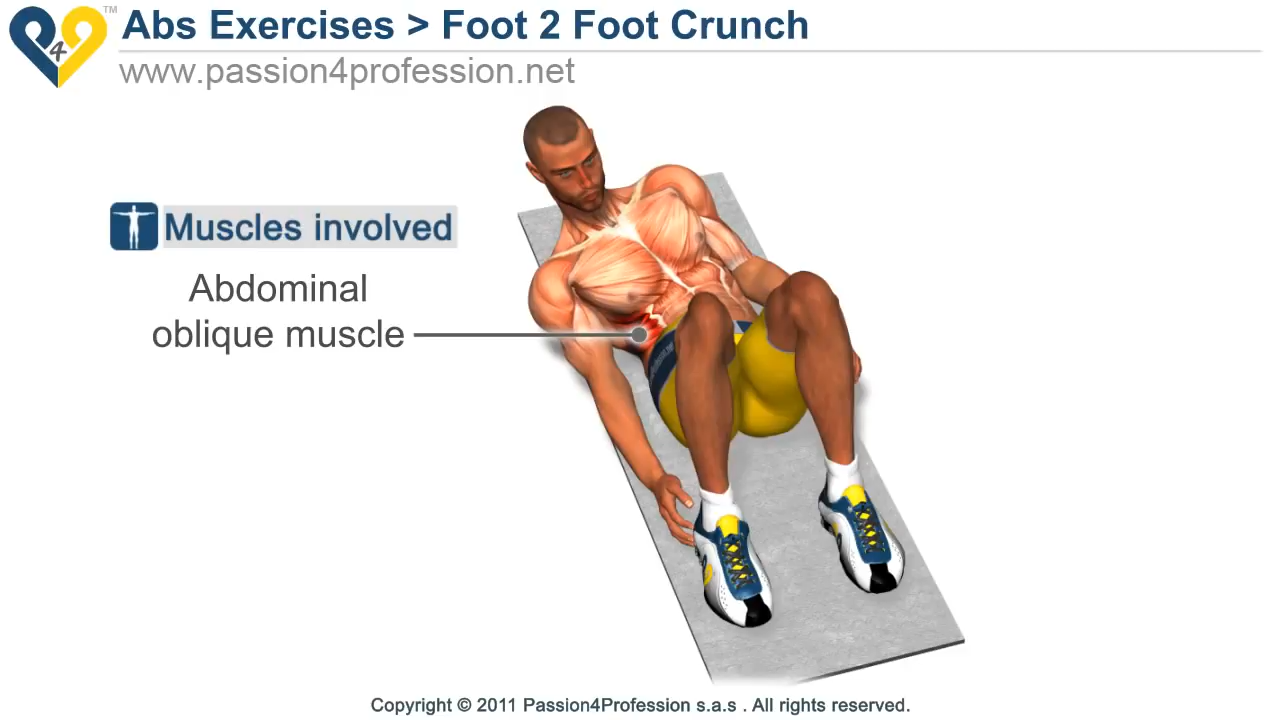 P4P™
Abs Exercises > Foot 2 Foot Crunch
www.passion4profession.net
Muscles involved
Abdominal
oblique muscle
Copyright © 2011 Passion4Profession s.a.s . All rights reserved.